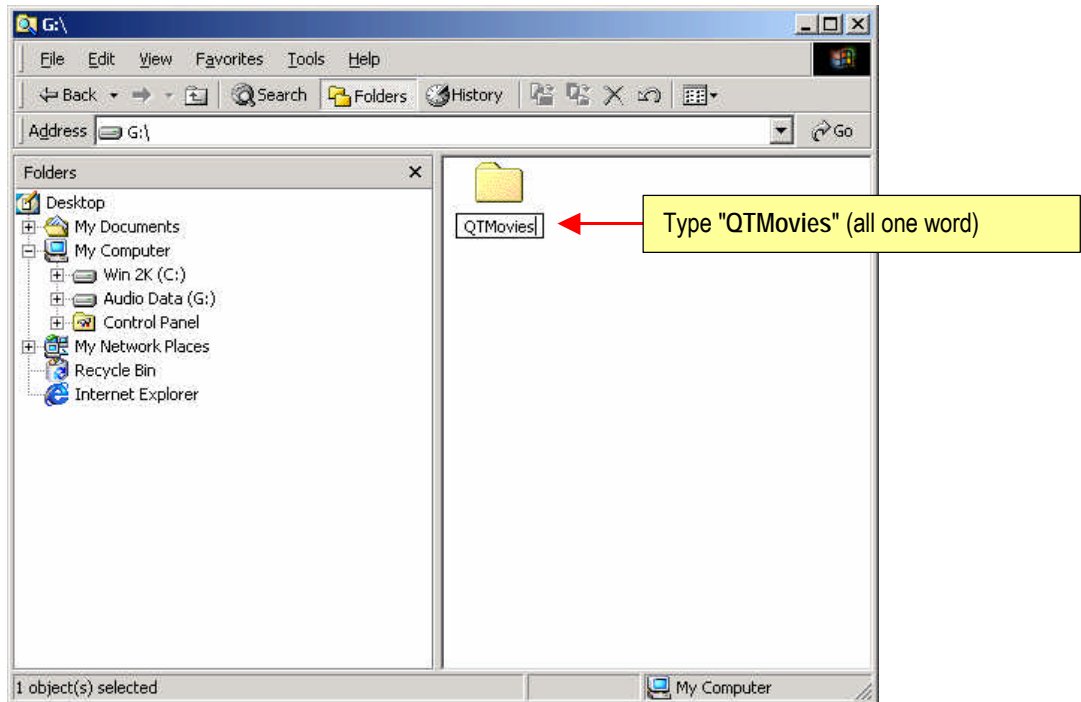 G:\
File Edit View Favorites Tools Help
Back Search Folders History
Address G:\ Go
Folders
Desktop
My Documents
My Computer
Win 2K (C:)
Audio Data (G:)
Control Panel
My Network Places
Recycle Bin
Internet Explorer
QTMovies
Type "QTMovies" (all one word)
1 object(s) selected
My Computer